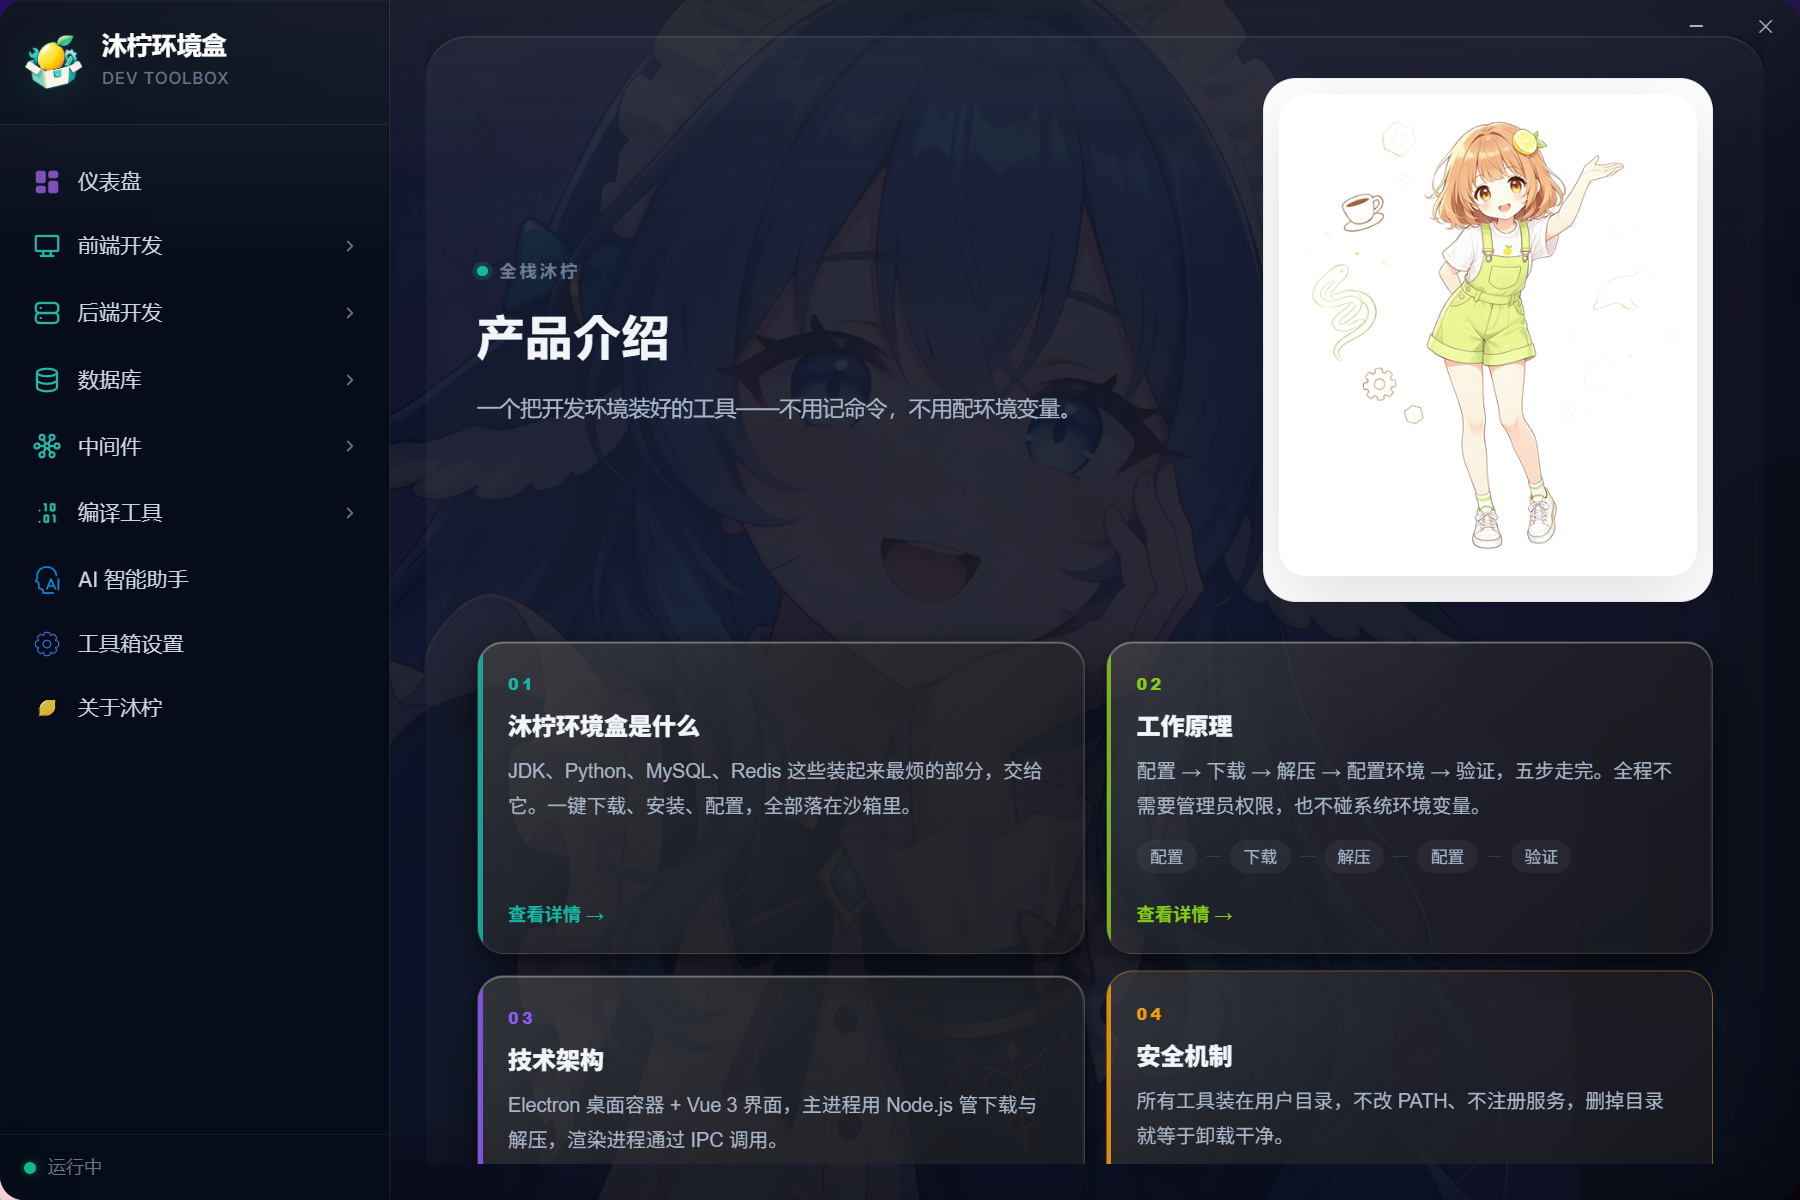 沐柠环境盒
DEV TOOLBOX
仪表盘
前端开发
后端开发
数据库
中间件
编译工具
AI 智能助手
工具箱设置
关于沐柠
运行中
全栈沐柠
产品介绍
一个把开发环境装好的工具——不用记命令，不用配环境变量。
01
沐柠环境盒是什么
JDK、Python、MySQL、Redis 这些装起来最烦的部分，交给
它。一键下载、安装、配置，全部落在沙箱里。
查看详情 →
02
工作原理
配置 → 下载 → 解压 → 配置环境 → 验证，五步走完。全程不
需要管理员权限，也不碰系统环境变量。
配置 — 下载 — 解压 — 配置 — 验证
查看详情 →
03
技术架构
Electron 桌面容器 + Vue 3 界面，主进程用 Node.js 管下载与
解压，渲染进程通过 IPC 调用。
04
安全机制
所有工具装在用户目录，不改 PATH、不注册服务，删掉目录
就等于卸载干净。